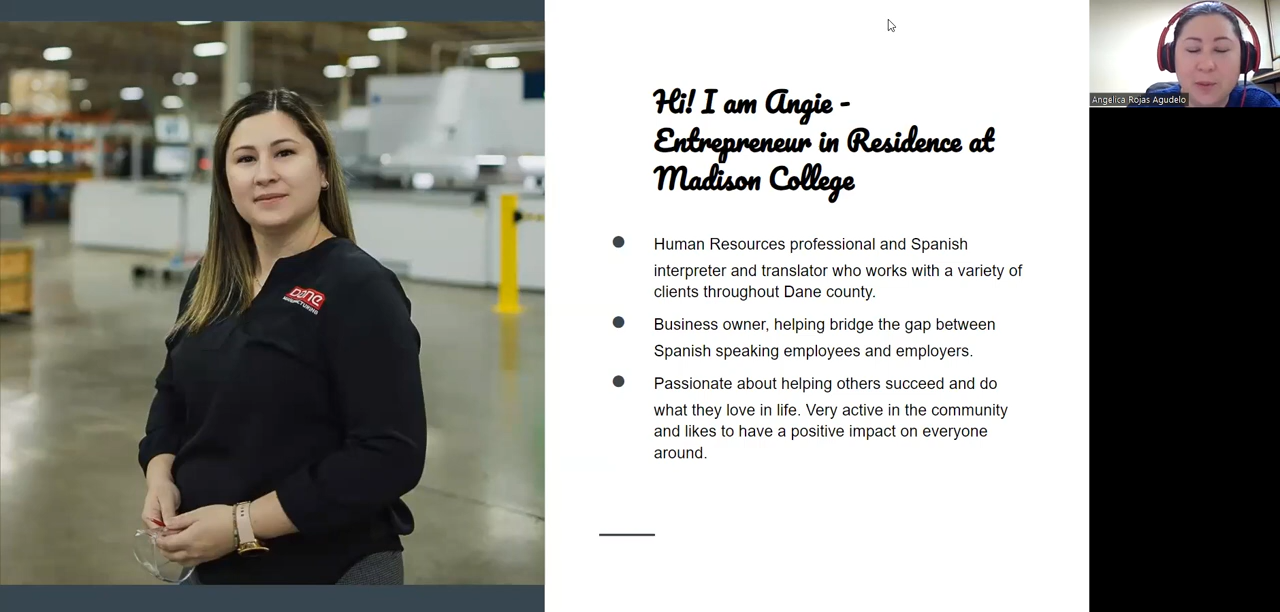 Hi! I am Angie -
Entrepreneur in Residence at
Madison College
Human Resources professional and Spanish
interpreter and translator who works with a variety of
clients throughout Dane county.
Business owner, helping bridge the gap between
Spanish speaking employees and employers.
Passionate about helping others succeed and do
what they love in life. Very active in the community
and likes to have a positive impact on everyone
around.
Dane
MANUFACTURING
Angelica Rojas Agudelo